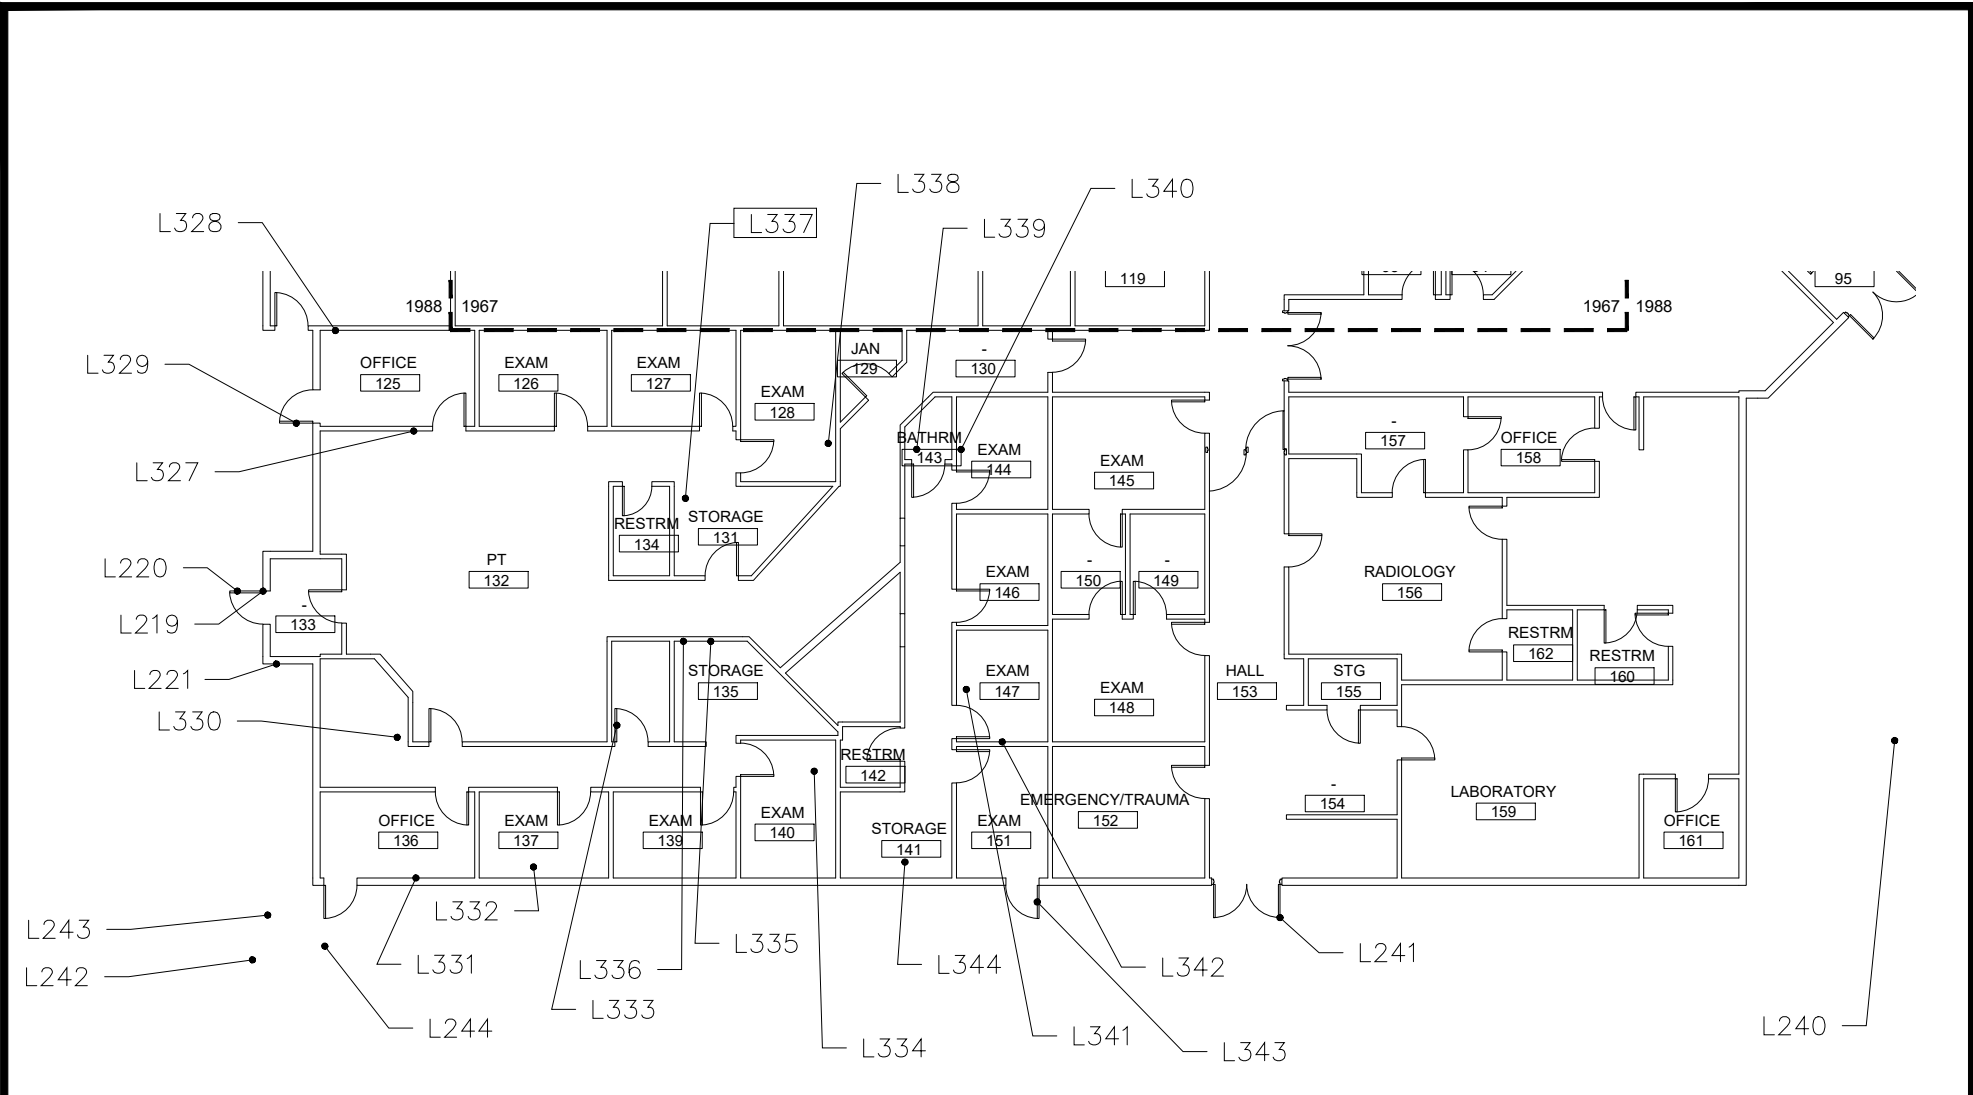 L338
L340
L328
L337
L339
119
95
1988 1967
1967 1988
L329
OFFICE
125
EXAM
126
EXAM
127
EXAM
128
JAN
129
-
130
L327
BATHRM
143
EXAM
144
EXAM
145
-
157
OFFICE
158
RESTRM
134
STORAGE
131
PT
132
L220
L219
-
133
EXAM
146
-
150
-
149
RADIOLOGY
156
RESTRM
162
RESTRM
160
L221
L330
STORAGE
135
EXAM
147
EXAM
148
HALL
153
STG
155
RESTRM
142
OFFICE
136
EXAM
137
EXAM
139
EXAM
140
STORAGE
141
EXAM
151
EMERGENCY/TRAUMA
152
-
154
LABORATORY
159
OFFICE
161
L243
L242
L332
L331
L336
L335
L333
L344
L342
L241
L244
L334
L341
L343
L240